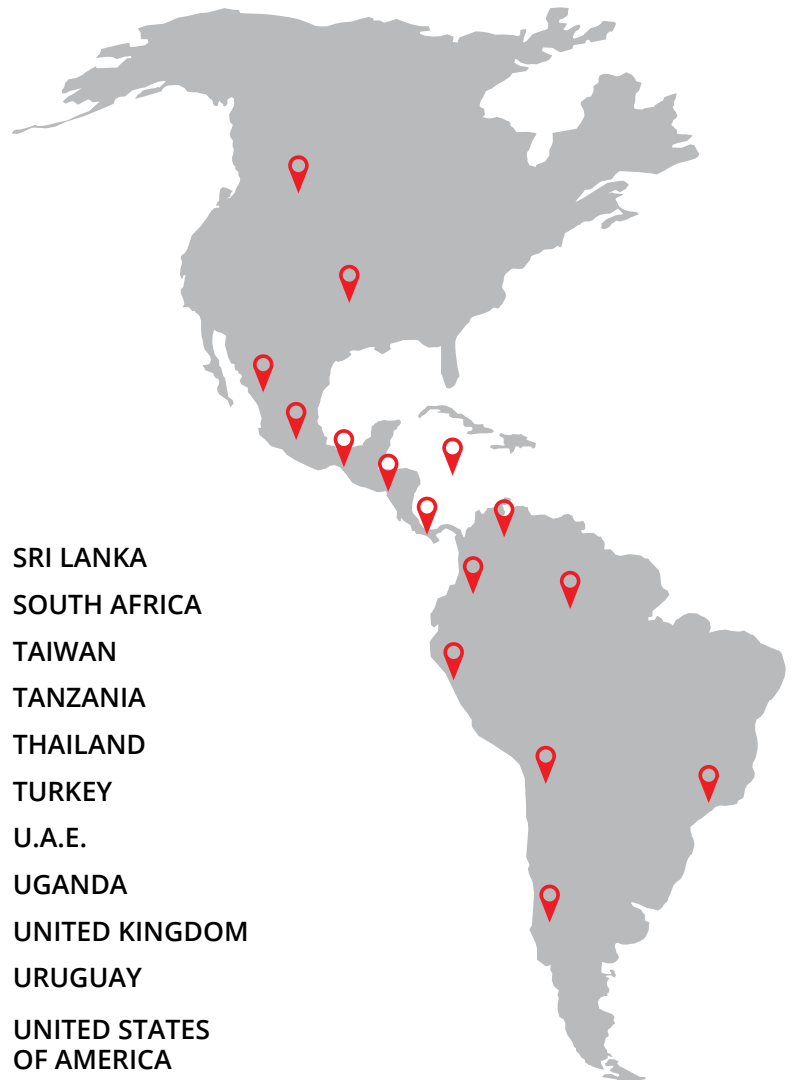 SRI LANKA
SOUTH AFRICA
TAIWAN
TANZANIA
THAILAND
TURKEY
U.A.E.
UGANDA
UNITED KINGDOM
URUGUAY
UNITED STATES
OF AMERICA